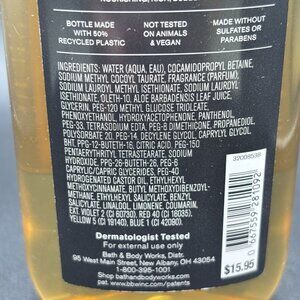 NOURISHING, RICH,
BOTTLE MADE
WITH 50%
RECYCLED PLASTIC
NOT TESTED
ON ANIMALS
& VEGAN
MADE WITHOUT
SULFATES OR
PARABENS
INGREDIENTS: WATER (AQUA, EAU), COCAMIDOPROPYL BETAINE,
SODIUM METHYL COCOYL TAURATE, FRAGRANCE (PARFUM),
SODIUM LAUROYL METHYL ISETHIONATE, SODIUM LAUROYL
ISETHIONATE, OLETH-10, ALOE BARBADENSIS LEAF JUICE,
GLYCERIN, PEG-120 METHYL GLUCOSE TRIOLEATE,
PHENOXYETHANOL, HYDROXYACETOPHENONE, PANTHENOL,
PEG-33, TETRASODIUM EDTA, PEG-8 DIMETHICONE, PROPANEDIOL,
POLYSORBATE 20, PEG-14, DECYLENE GLYCOL, CAPRYLYL GLYCOL,
BHT, PPG-12-BUTETH-16, CITRIC ACID, PEG-150
PENTAERYTHRITYL TETRASTEARATE, SODIUM
HYDROXIDE, PPG-26-BUTETH-26, PEG-6
CAPRYLIC/CAPRIC GLYCERIDES, PEG-40
HYDROGENATED CASTOR OIL, ETHYLHEXYL
METHOXYCINNAMATE, BUTYL METHOXYDIBENZOYL-
METHANE, ETHYLHEXYL SALICYLATE, BENZYL
SALICYLATE, LINALOOL, COUMARIN,
EXT. VIOLET 2 (CI 60730), RED 40 (CI 16035),
YELLOW 5 (CI 19140), BLUE 1 (CI 42090).
Dermatologist Tested
For external use only
Bath & Body Works, Distr.
95 West Main Street, New Albany, OH 43054
1-800-395-1001
Shop bathandbodyworks.com
www.bbwinc.com/patents
0 667559 281092
$15.95